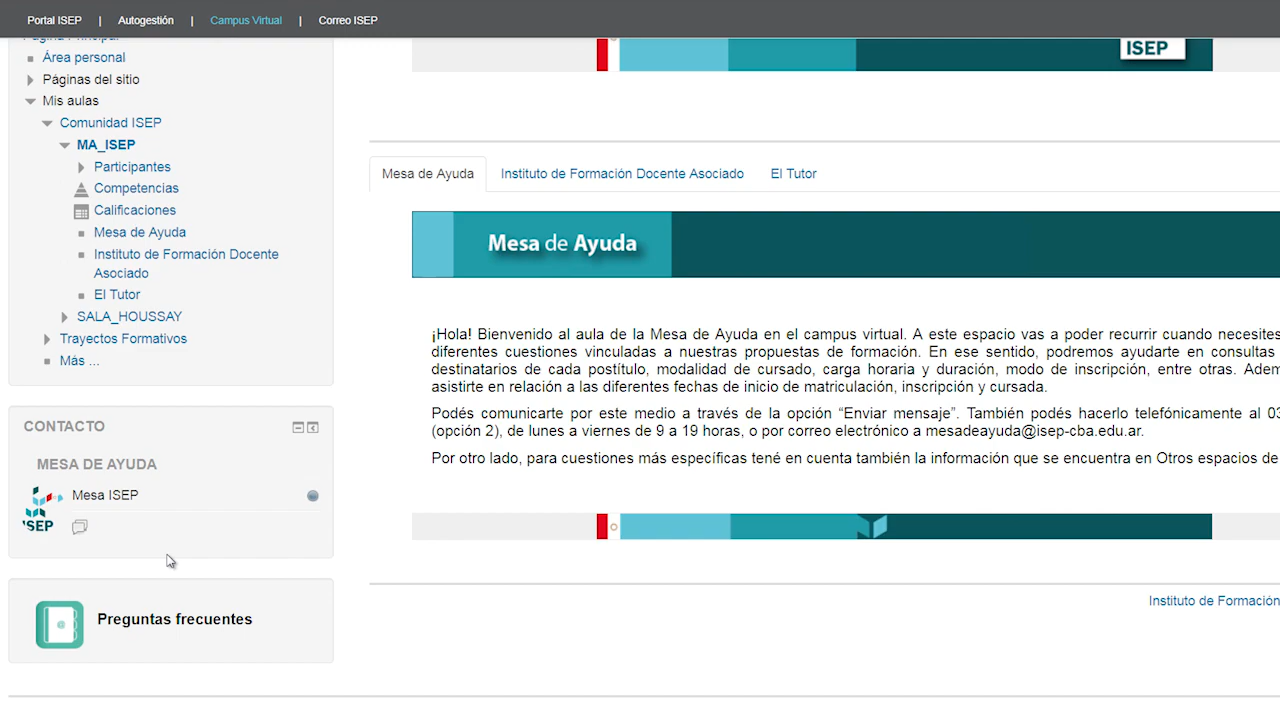 Portal ISEP | Autogestión | Campus Virtual | Correo ISEP
Página Principal
Área personal
Páginas del sitio
Mis aulas
Comunidad ISEP
MA_ISEP
Participantes
Competencias
Calificaciones
Mesa de Ayuda
Instituto de Formación Docente
Asociado
El Tutor
SALA_HOUSSAY
Trayectos Formativos
Más ...
CONTACTO
MESA DE AYUDA
Mesa ISEP
ISEP
Preguntas frecuentes
ISEP
Mesa de Ayuda Instituto de Formación Docente Asociado El Tutor
Mesa de Ayuda
¡Hola! Bienvenido al aula de la Mesa de Ayuda en el campus virtual. A este espacio vas a poder recurrir cuando necesites
diferentes cuestiones vinculadas a nuestras propuestas de formación. En ese sentido, podremos ayudarte en consultas
destinatarios de cada postítulo, modalidad de cursado, carga horaria y duración, modo de inscripción, entre otras. Adem
asistirte en relación a las diferentes fechas de inicio de matriculación, inscripción y cursada.
Podés comunicarte por este medio a través de la opción “Enviar mensaje”. También podés hacerlo telefónicamente al 03
(opción 2), de lunes a viernes de 9 a 19 horas, o por correo electrónico a mesadeayuda@isep-cba.edu.ar.
Por otro lado, para cuestiones más específicas tené en cuenta también la información que se encuentra en Otros espacios de
Instituto de Formación